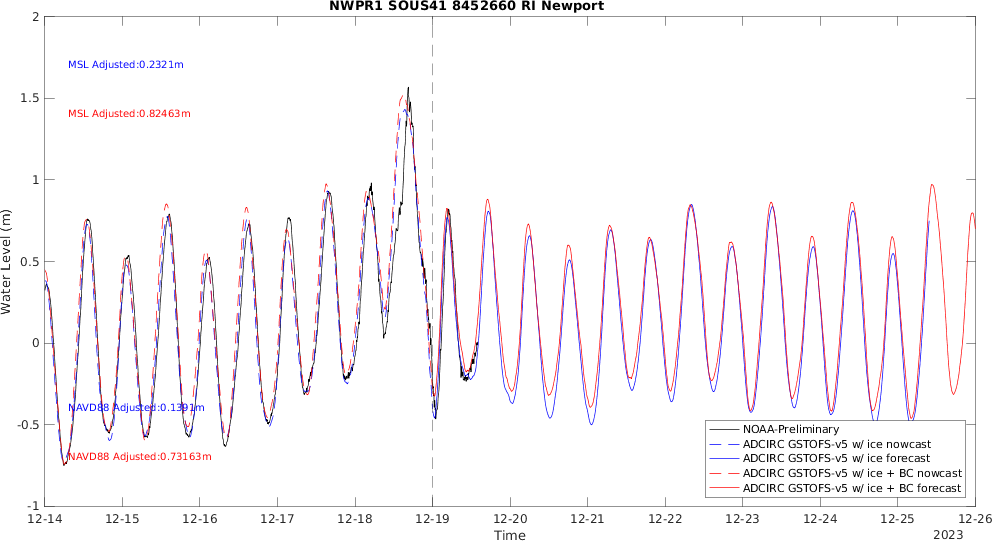 NWPR1 SOUS41 8452660 RI Newport
2
1.5
1
0.5
0
-0.5
-1
Water Level (m)
MSL Adjusted:0.2321m
MSL Adjusted:0.82463m
NAVD88 Adjusted:0.1391m
NAVD88 Adjusted:0.73163m
NOAA-Preliminary
ADCIRC GSTOFS-v5 w/ ice nowcast
ADCIRC GSTOFS-v5 w/ ice forecast
ADCIRC GSTOFS-v5 w/ ice + BC nowcast
ADCIRC GSTOFS-v5 w/ ice + BC forecast
12-14 12-15 12-16 12-17 12-18 12-19 12-20 12-21 12-22 12-23 12-24 12-25 12-26
Time
2023